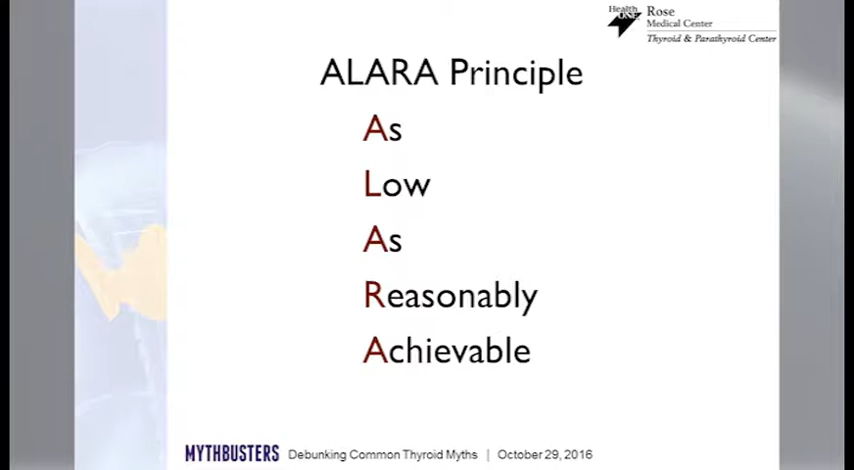 Health ONE
Rose
Medical Center
Thyroid & Parathyroid Center
ALARA Principle
As
Low
As
Reasonably
Achievable
MYTHBUSTERS Debunking Common Thyroid Myths | October 29, 2016